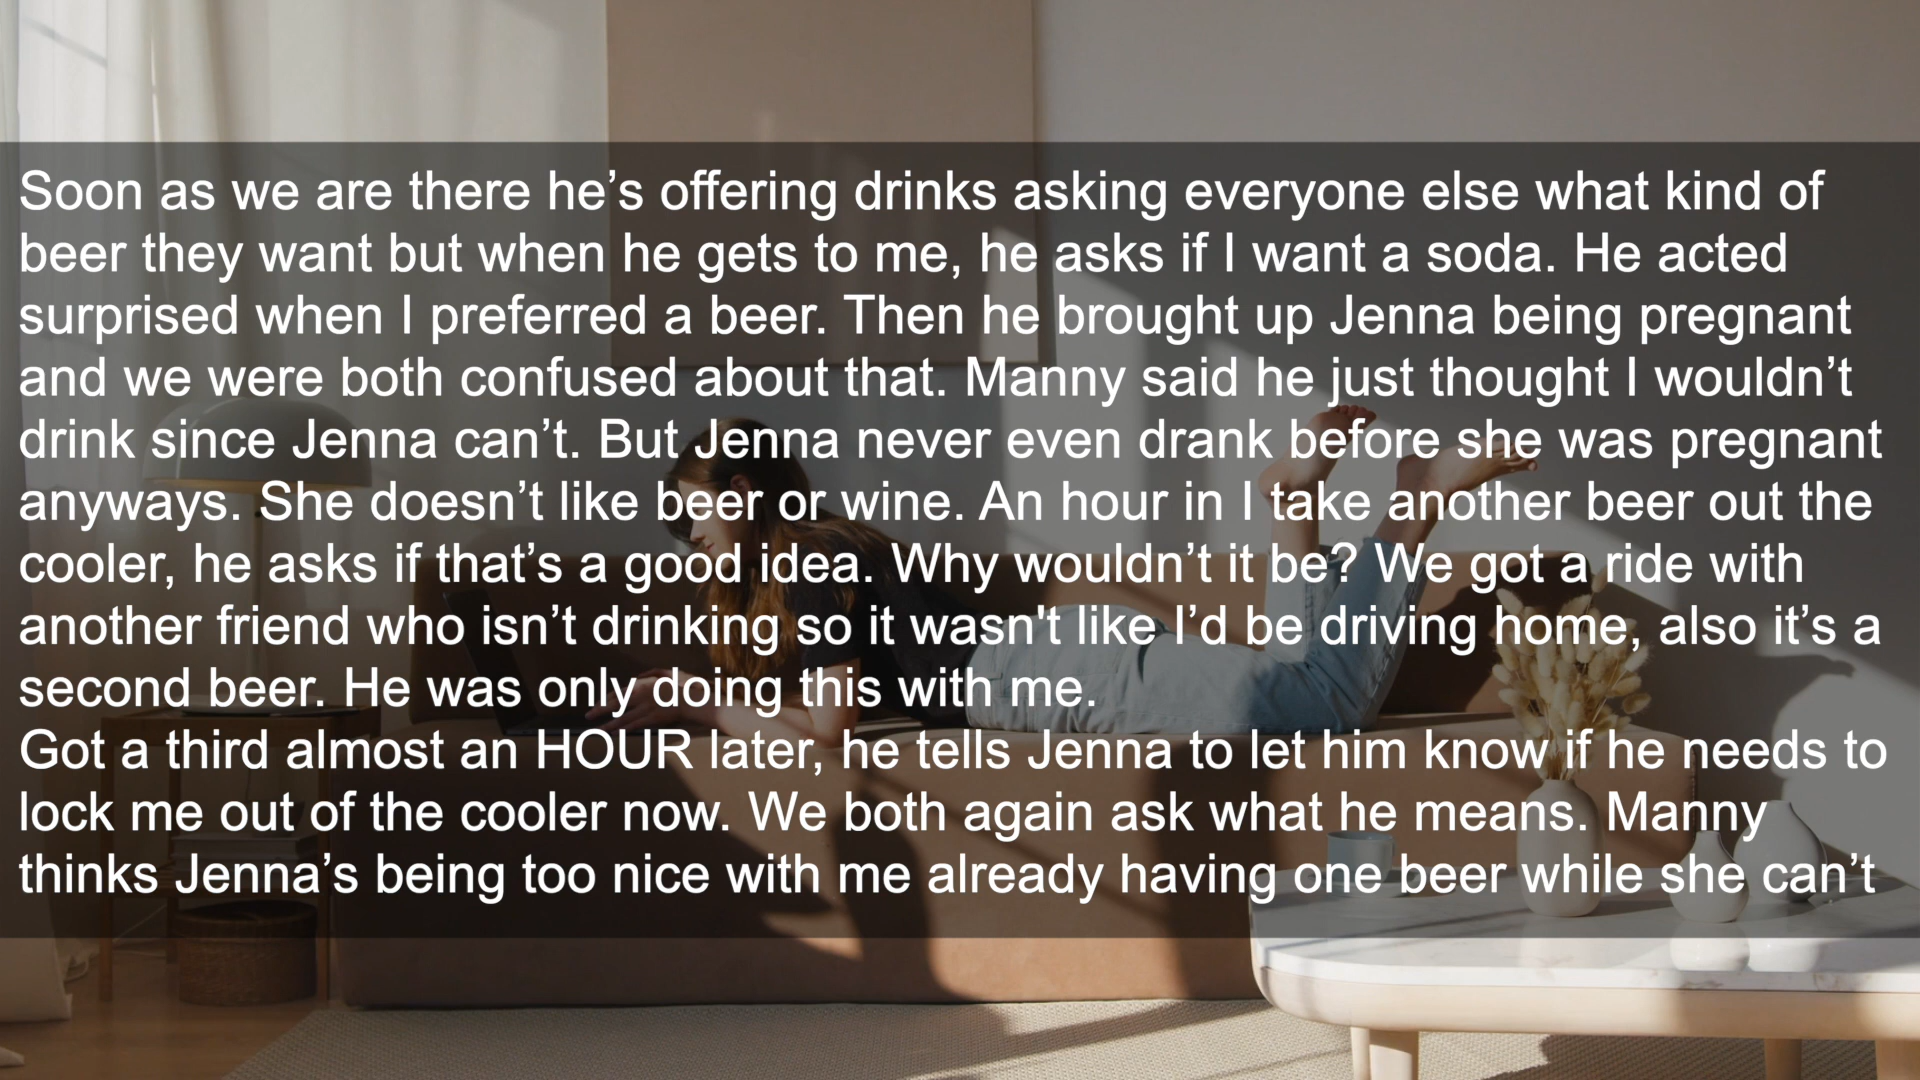 Soon as we are there he’s offering drinks asking everyone else what kind of
beer they want but when he gets to me, he asks if I want a soda. He acted
surprised when I preferred a beer. Then he brought up Jenna being pregnant
and we were both confused about that. Manny said he just thought I wouldn’t
drink since Jenna can’t. But Jenna never even drank before she was pregnant
anyways. She doesn’t like beer or wine. An hour in I take another beer out the
cooler, he asks if that’s a good idea. Why wouldn’t it be? We got a ride with
another friend who isn’t drinking so it wasn't like I’d be driving home, also it’s a
second beer. He was only doing this with me.
Got a third almost an HOUR later, he tells Jenna to let him know if he needs to
lock me out of the cooler now. We both again ask what he means. Manny
thinks Jenna’s being too nice with me already having one beer while she can’t